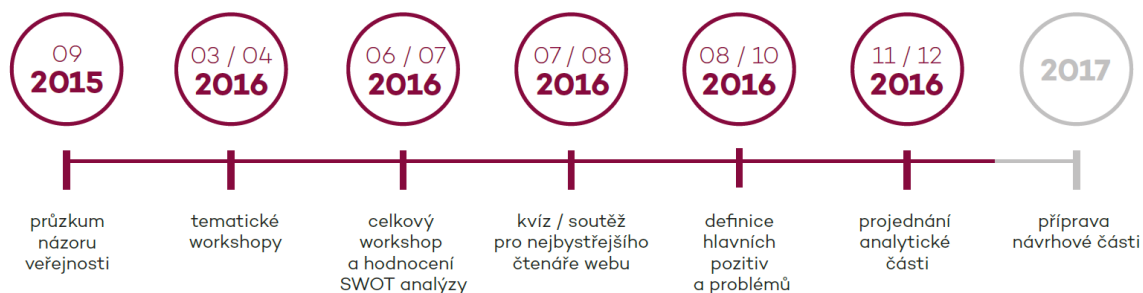 09
2015
03 / 04
2016
06 / 07
2016
07 / 08
2016
08 / 10
2016
11 / 12
2016
2017
průzkum
názoru
veřejnosti
tematické
workshopy
celkový
workshop
a hodnocení
SWOT analýzy
kvíz / soutěž
pro nejbystřejšího
čtenáře webu
definice
hlavních
pozitiv
a problémů
projednání
analytické
části
příprava
návrhové části